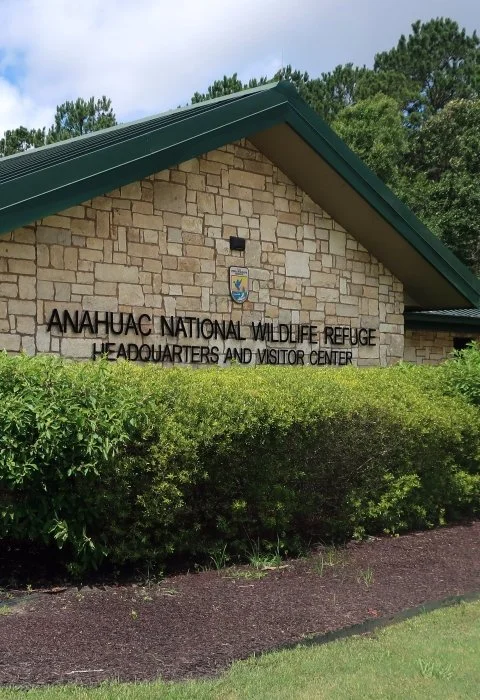 ANAHUAC NATIONAL WILDLIFE REFUGE
HEADQUARTERS AND VISITOR CENTER